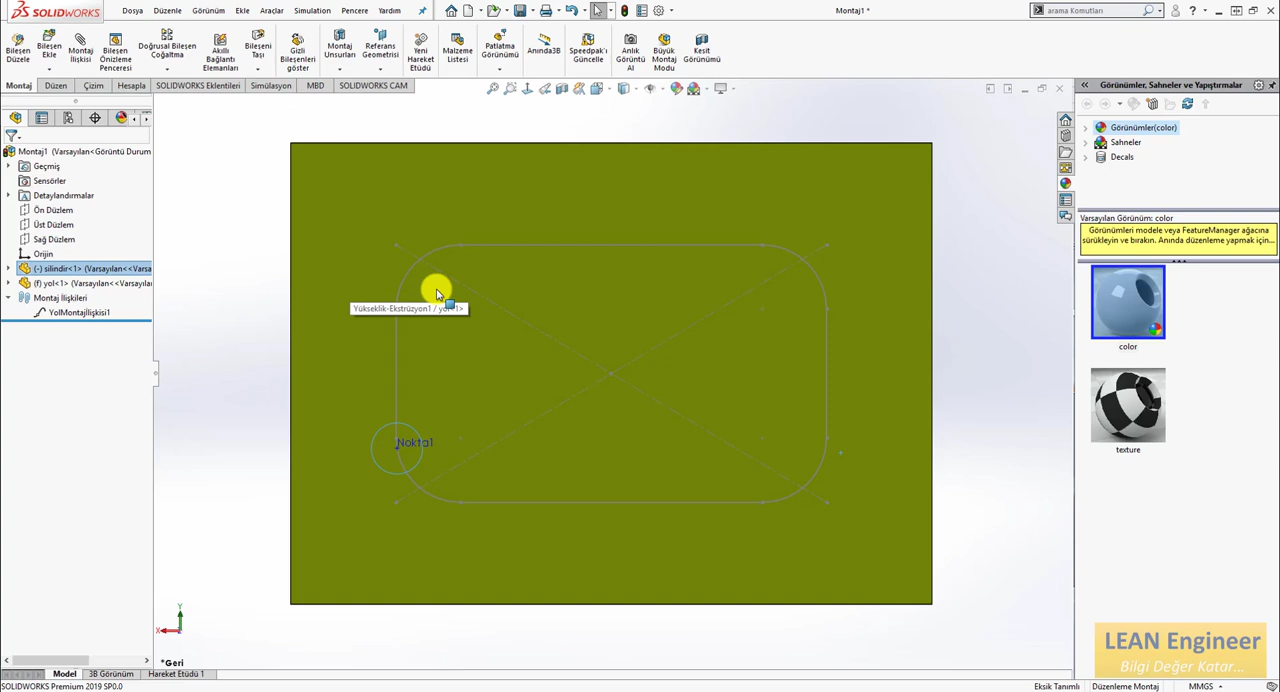 SOLIDWORKS
Dosya
Düzenle
Görünüm
Ekle
Araçlar
Simulation
Pencere
Yardım
Montaj1 *
arama Komutları
Bileşen Düzele
Bileşen Ekle
Montaj İlişkisi
Bileşen Önizleme Penceresi
Doğrusal Bileşen Çoğaltma
Akıllı Bağlantı Elemanları
Bileşeni Taşı
Gizli Bileşenleri göster
Montaj Unsurları
Referans Geometrisi
Yeni Hareket Etüdü
Malzeme Listesi
Patlatma Görünümü
Anında3B
Speedpak'ı Güncelle
Anlık Görüntü Al
Büyük Montaj Modu
Kesit Görünümü
Montaj
Düzen
Çizim
Hesapla
SOLIDWORKS Eklentileri
Simülasyon
MBD
SOLIDWORKS CAM
Montaj1 (Varsayılan<Görüntü Durum
Geçmiş
Sensörler
Detaylandırmalar
Ön Düzlem
Üst Düzlem
Sağ Düzlem
Orijin
(-) silindir<1> (Varsayılan<<Varsa
(f) yol<1> (Varsayılan<<Varsayılan
Montaj İlişkileri
YolMontajİlişkisi1
Yükseklik-Ekstrüzyon1 / yol<1>
Nokta1
Y
X
*Geri
Görünümler, Sahneler ve Yapıştırmalar
Görünümler(color)
Sahneler
Decals
Varsayılan Görünüm: color
Görünümleri modele veya FeatureManager ağacına
sürükleyin ve bırakın. Anında düzenleme yapmak için...
color
texture
LEAN Engineer
Bilgi Değer Katar...
Model
3B Görünüm
Hareket Etüdü 1
SOLIDWORKS Premium 2019 SP0.0
Eksik Tanımlı
Düzenleme Montaj
MMGS